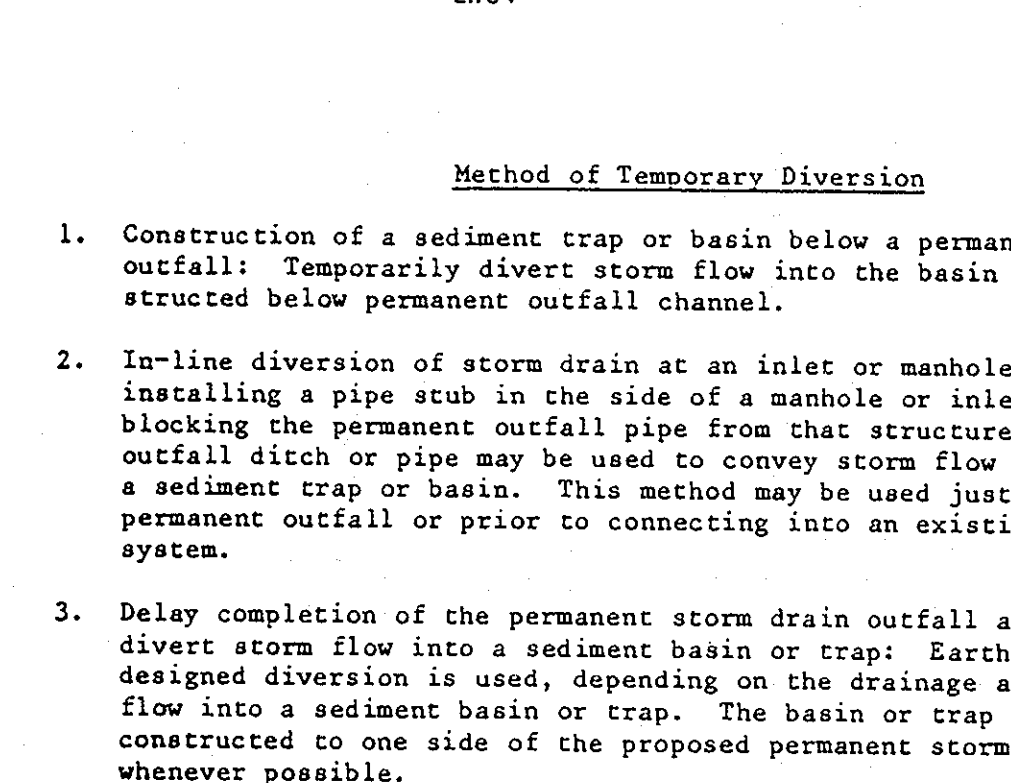 Method of Temporary Diversion
1. Construction of a sediment trap or basin below a perman
outfall: Temporarily divert storm flow into the basin
structed below permanent outfall channel.
2. In-line diversion of storm drain at an inlet or manhole
installing a pipe stub in the side of a manhole or inle
blocking the permanent outfall pipe from that structure
outfall ditch or pipe may be used to convey storm flow
a sediment trap or basin. This method may be used just
permanent outfall or prior to connecting into an existi
system.
3. Delay completion of the permanent storm drain outfall a
divert storm flow into a sediment basin or trap: Earth
designed diversion is used, depending on the drainage a
flow into a sediment basin or trap. The basin or trap
constructed to one side of the proposed permanent storm
whenever possible.